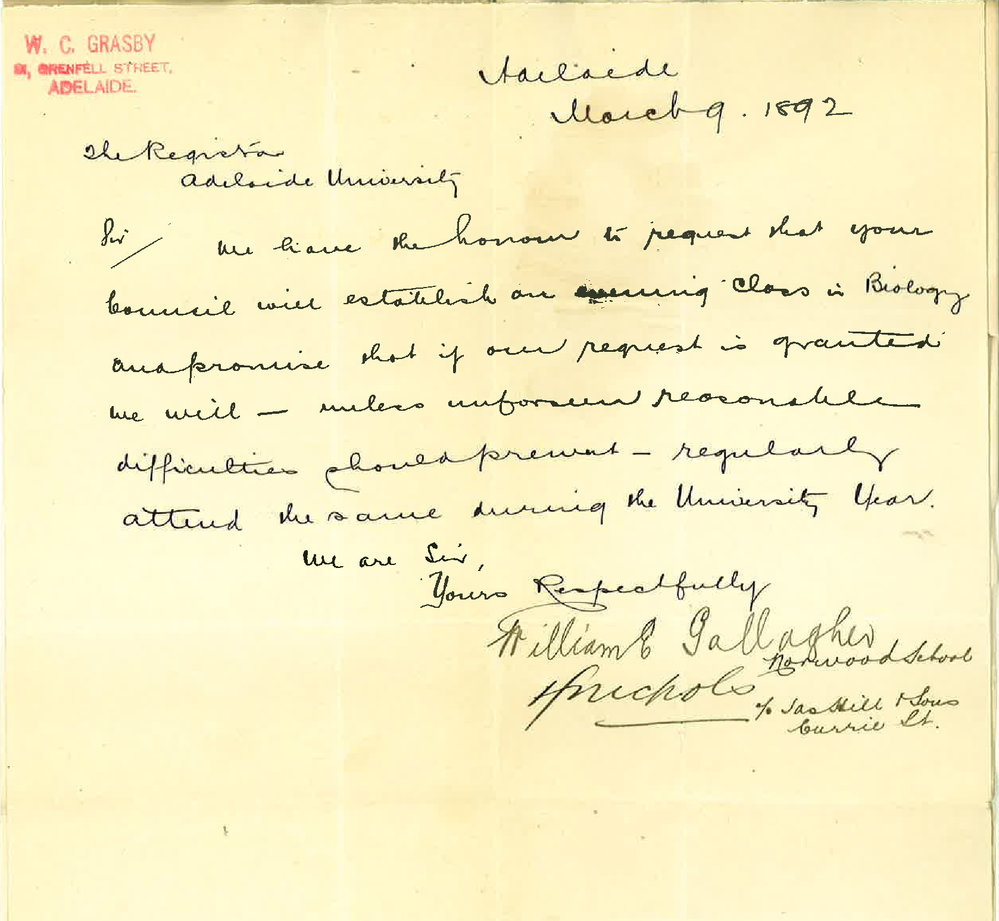 W. C. GRASBY
GRENFELL STREET,
ADELAIDE.
Adelaide
March 9. 1892
The Registrar
Adelaide University
Sir/ We have the honour to request that your
Council will establish an evening Class in Biology
and promise that if our request is granted
we will — unless unforseen reasonable
difficulties should prevent — regularly
attend the same during the University Year.
We are Sir,
Yours Respectfully
William E Gallagher
Norwood School
Nichols
c/o Jas Hill & Sons
Currie St.